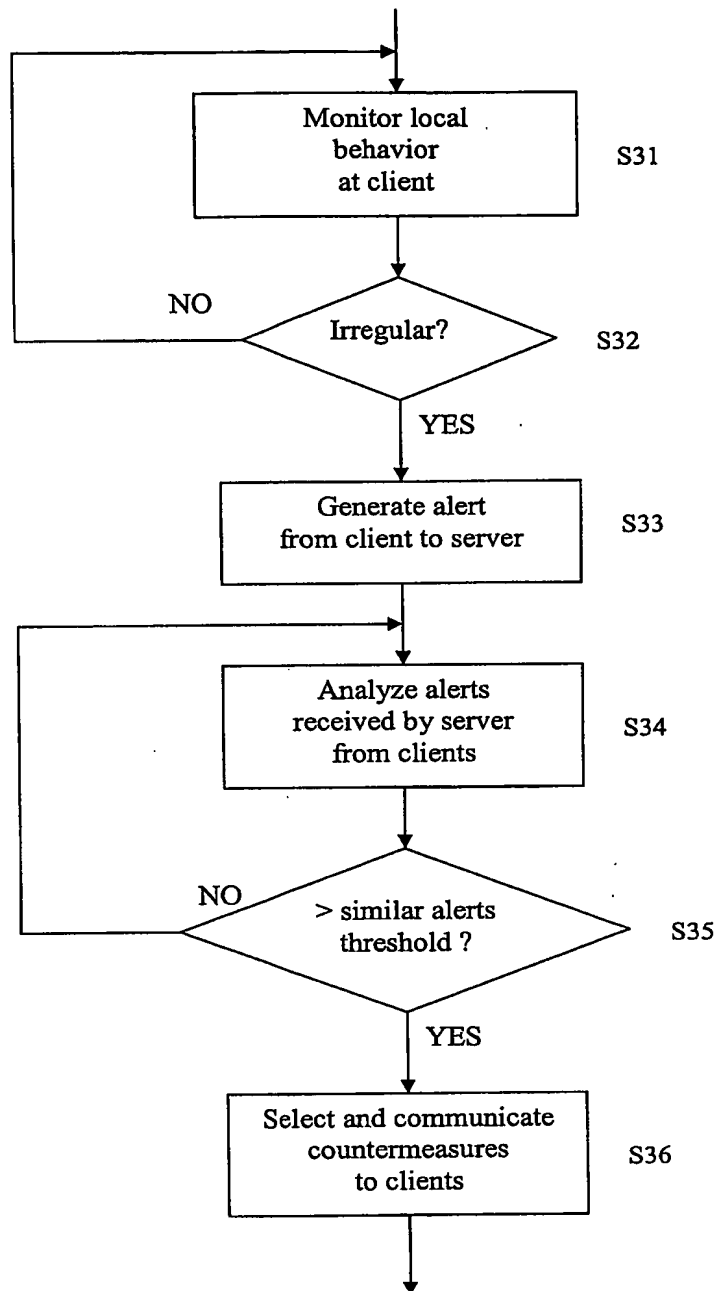 Monitor local
behavior
at client
S31
NO
Irregular?
S32
YES
Generate alert
from client to server
S33
Analyze alerts
received by server
from clients
S34
NO
> similar alerts
threshold ?
S35
YES
Select and communicate
countermeasures
to clients
S36